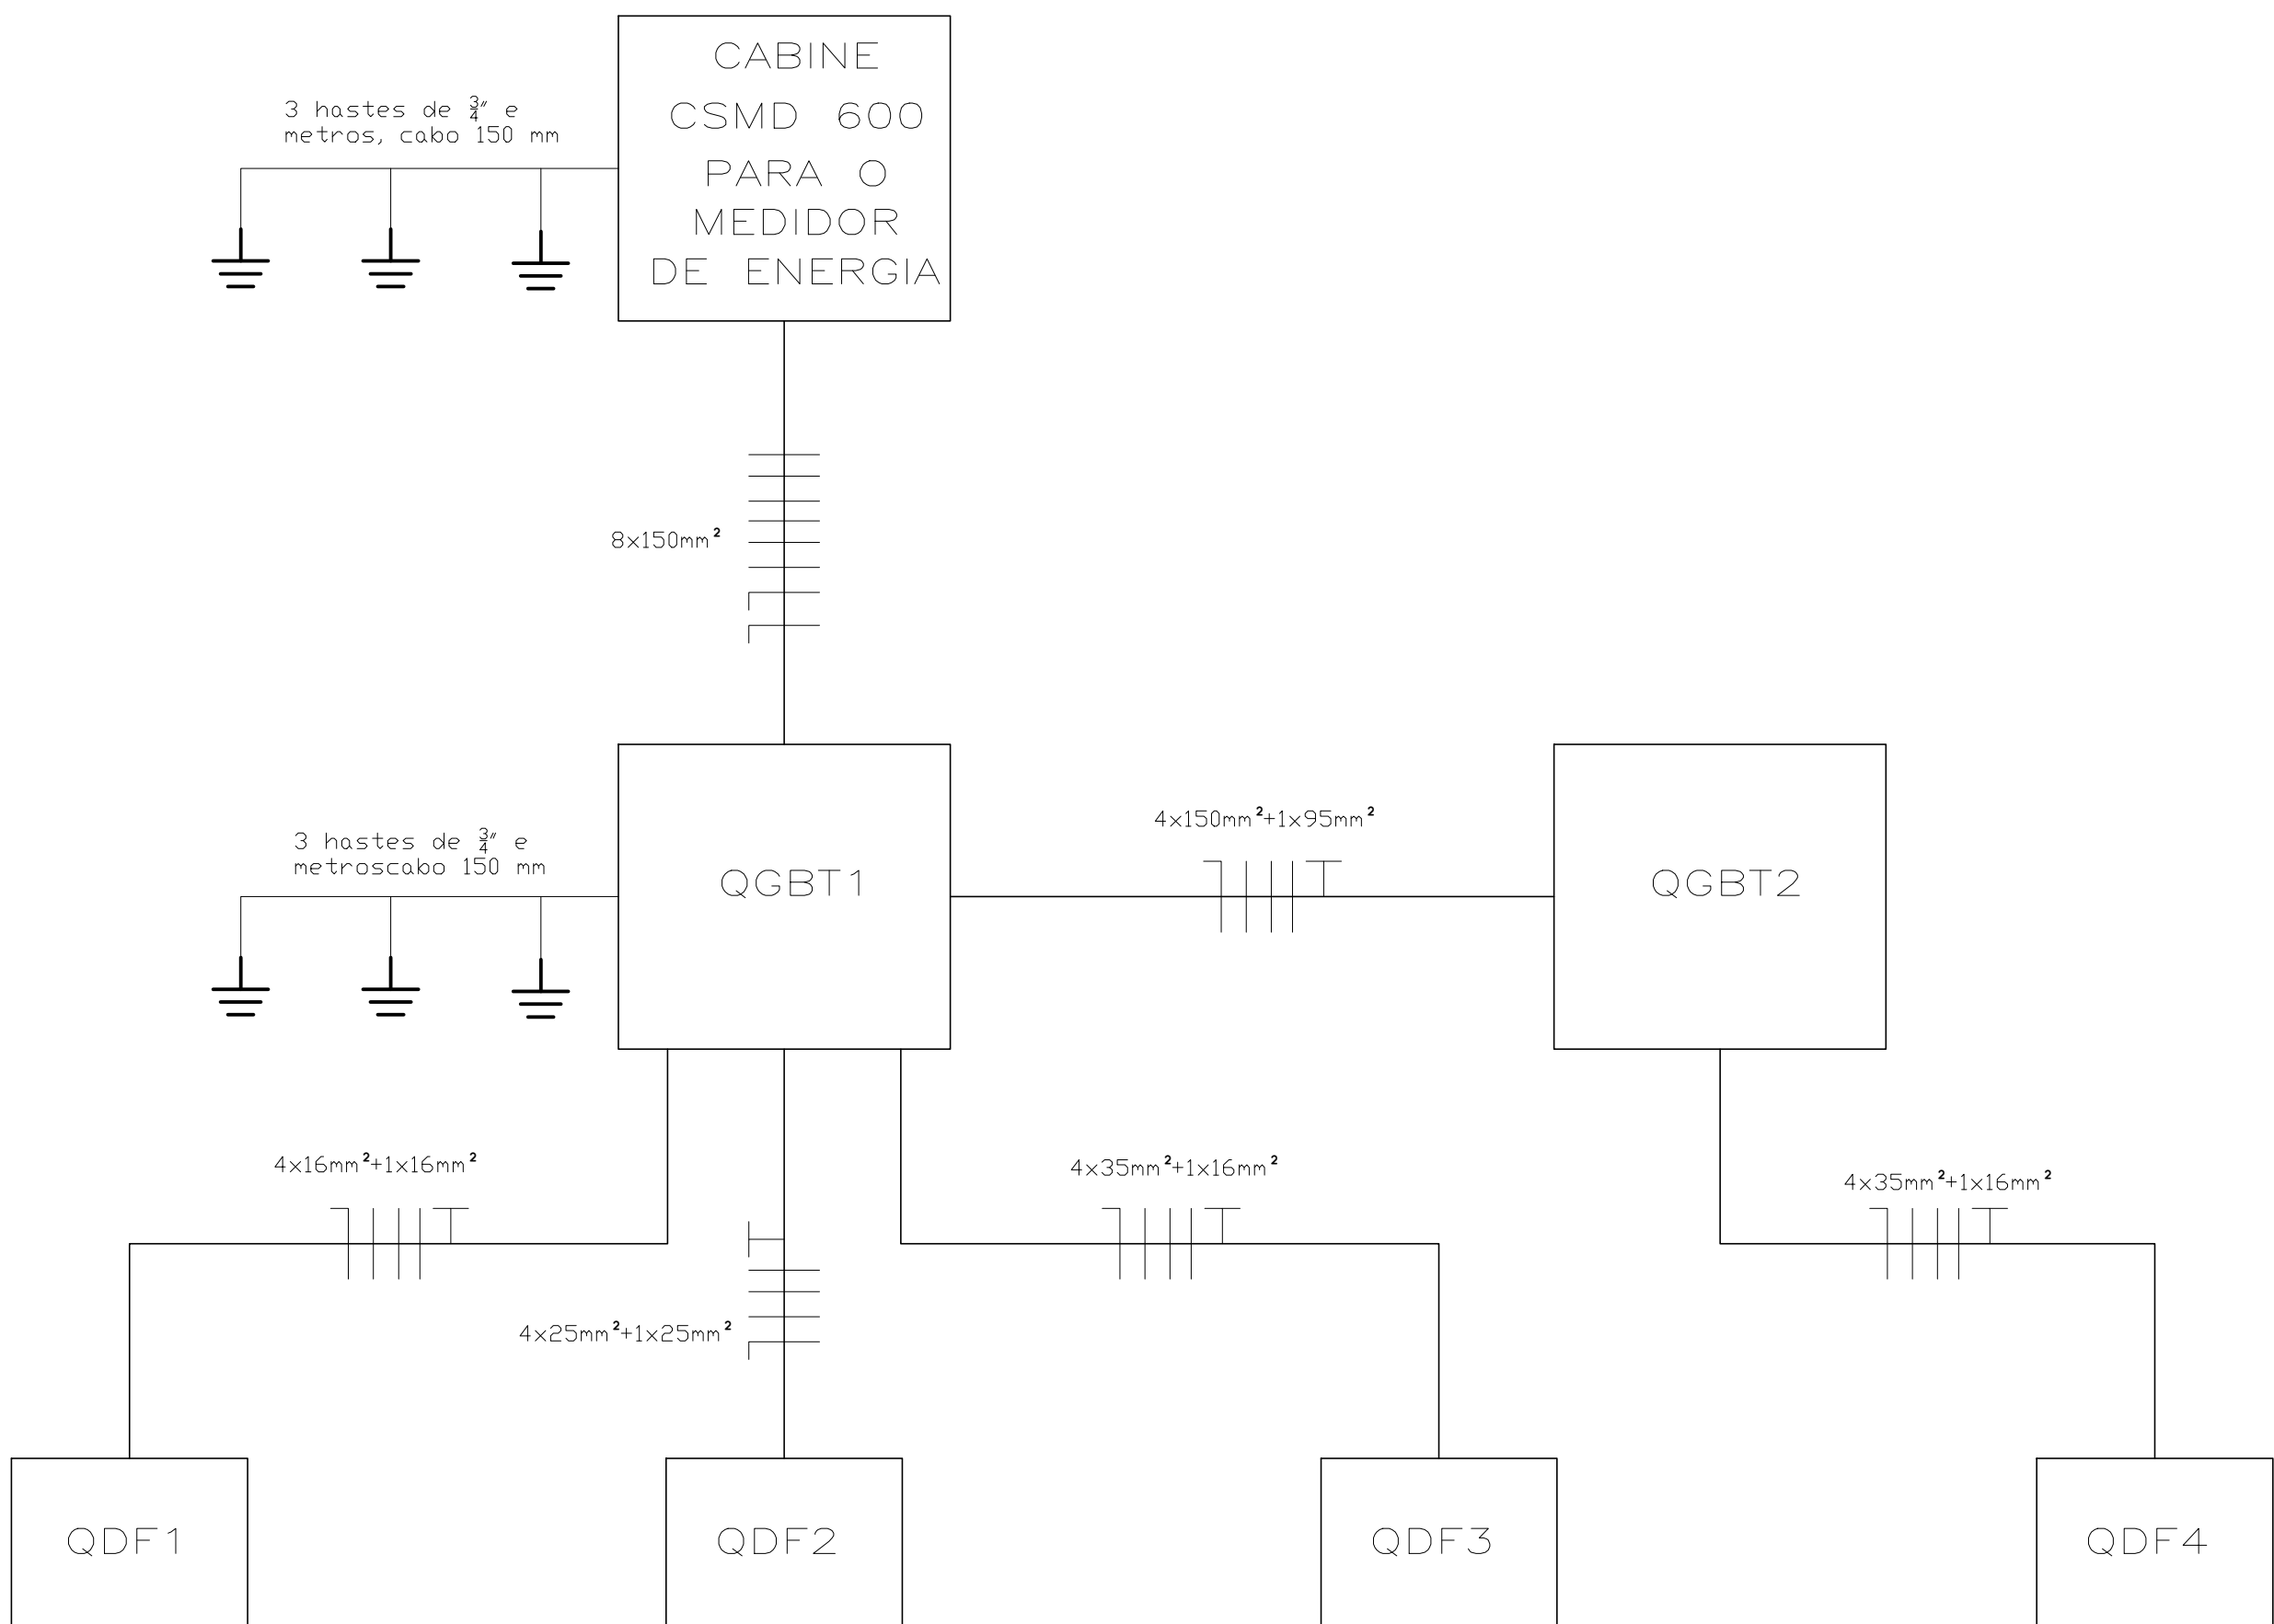 CABINE
CSMD 600
PARA O
MEDIDOR
DE ENERGIA
3 hastes de ¾" e
metros, cabo 150 mm
8x150mm²
3 hastes de ¾" e
metroscabo 150 mm
QGBT1
4x150mm²+1x95mm²
QGBT2
4x16mm²+1x16mm²
4x25mm²+1x25mm²
4x35mm²+1x16mm²
4x35mm²+1x16mm²
QDF1
QDF2
QDF3
QDF4